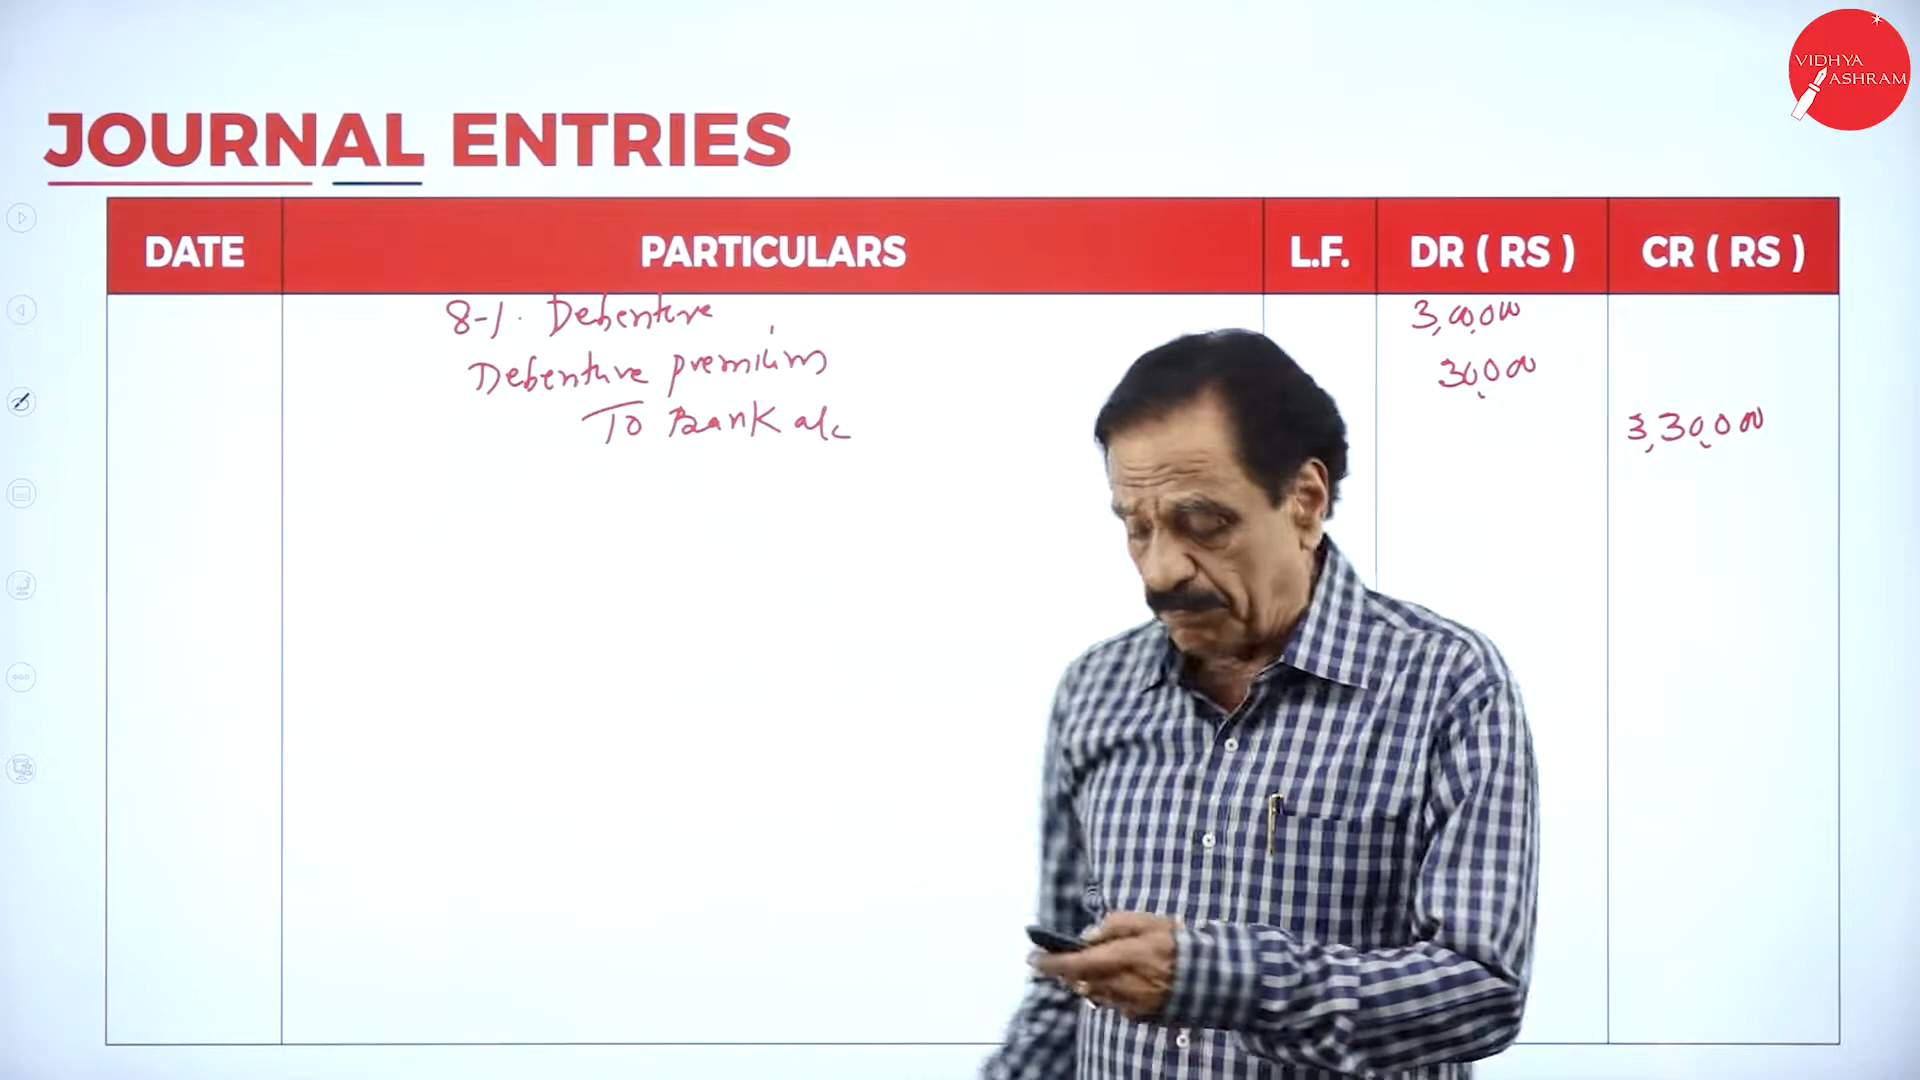 VIDHYA
ASHRAM
JOURNAL ENTRIES
DATE PARTICULARS L.F. DR ( RS ) CR ( RS )
8-1. Debenture 3,00,000
Debenture premium 30,000
To Bank a/c 3,30,000